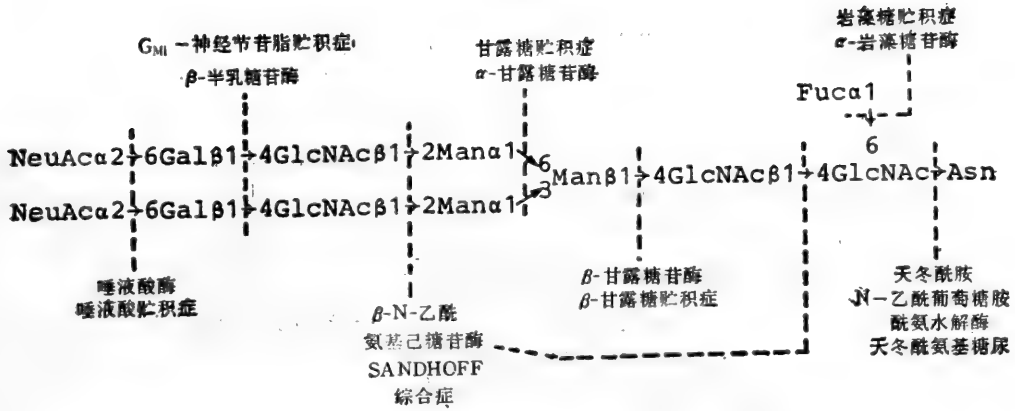 岩藻糖贮积症
α-岩藻糖苷酶
G_M1 -神经节苷脂贮积症
β-半乳糖苷酶
甘露糖贮积症
α-甘露糖苷酶
Fucα1
6
NeuAcα2→6Galβ1→4GlcNAcβ1→2Manα1
6
Manβ1→4GlcNAcβ1→4GlcNAc→Asn
3
NeuAcα2→6Galβ1→4GlcNAcβ1→2Manα1
唾液酸酶
唾液酸贮积症
β-N-乙酰
氨基己糖苷酶
SANDHOFF
综合症
β-甘露糖苷酶
β-甘露糖贮积症
天冬酰胺
N-乙酰葡萄糖胺
酰氨水解酶
天冬酰氨基糖尿